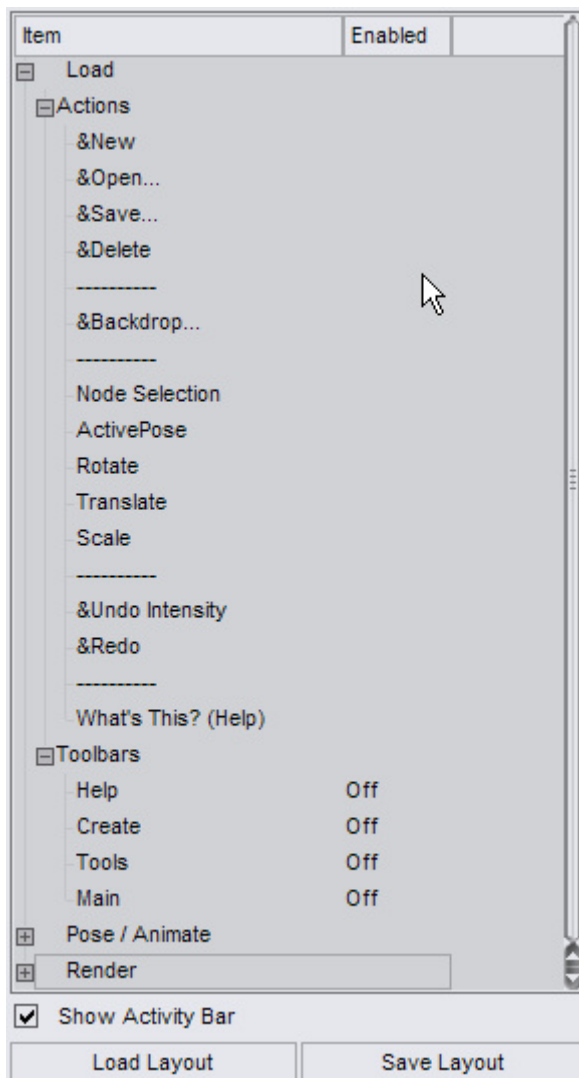 Item Enabled
Load
Actions
&New
&Open...
&Save...
&Delete
----------
&Backdrop...
----------
Node Selection
ActivePose
Rotate
Translate
Scale
----------
&Undo Intensity
&Redo
----------
What's This? (Help)
Toolbars
Help Off
Create Off
Tools Off
Main Off
Pose / Animate
Render
Show Activity Bar
Load Layout Save Layout